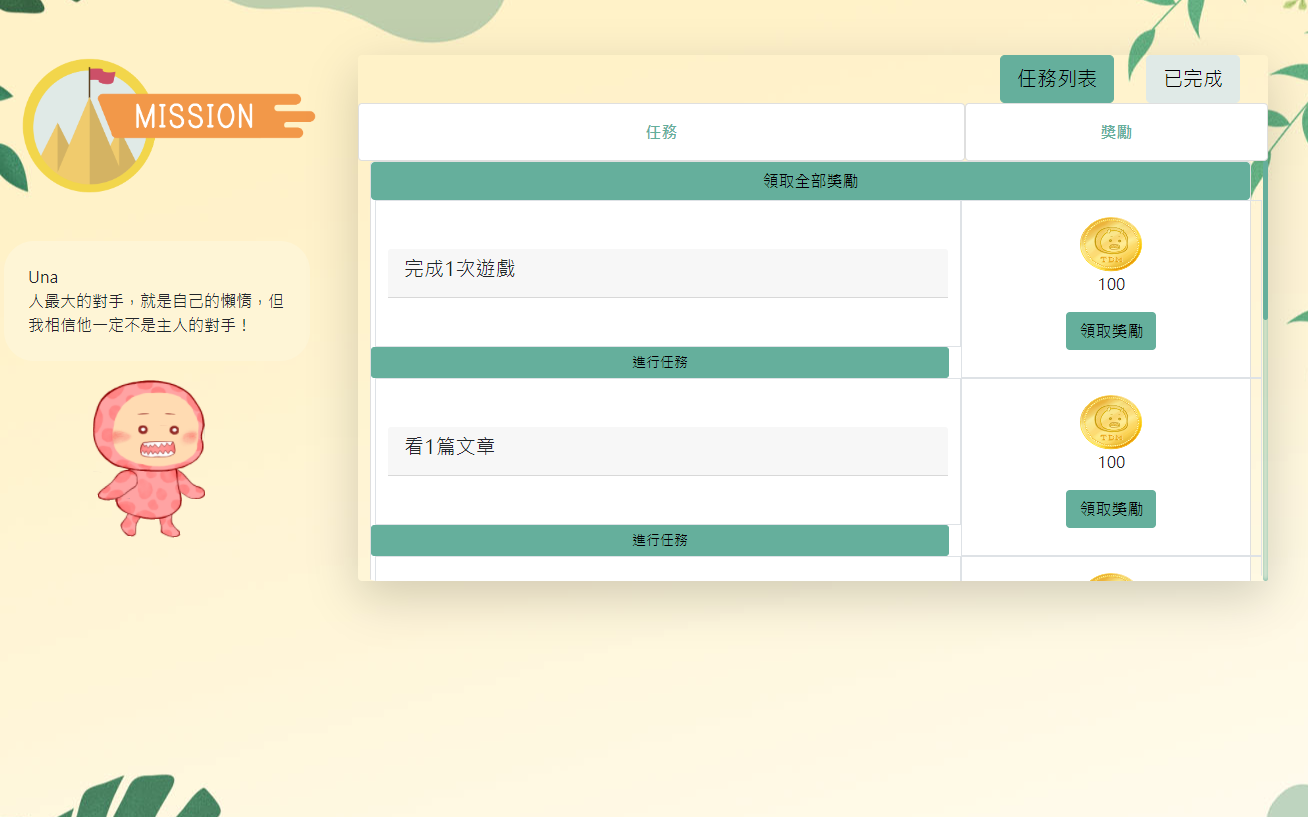 MISSION
Una
人最大的對手，就是自己的懶惰，但
我相信他一定不是主人的對手！
任務列表
已完成
任務
獎勵
領取全部獎勵
完成1次遊戲
TDN
100
領取獎勵
進行任務
看1篇文章
TDN
100
領取獎勵
進行任務